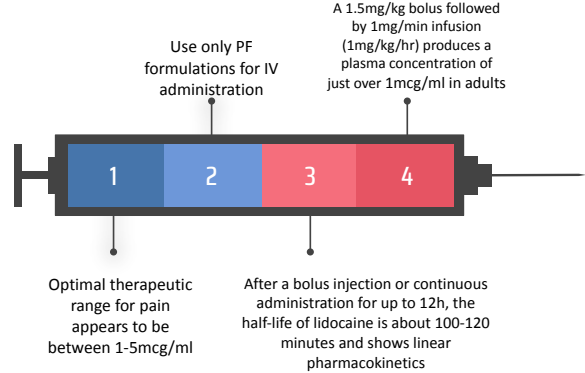 A 1.5mg/kg bolus followed
by 1mg/min infusion
(1mg/kg/hr) produces a
plasma concentration of
just over 1mcg/ml in adults
Use only PF
formulations for IV
administration
1
2
3
4
Optimal therapeutic
range for pain
appears to be
between 1-5mcg/ml
After a bolus injection or continuous
administration for up to 12h, the
half-life of lidocaine is about 100-120
minutes and shows linear
pharmacokinetics